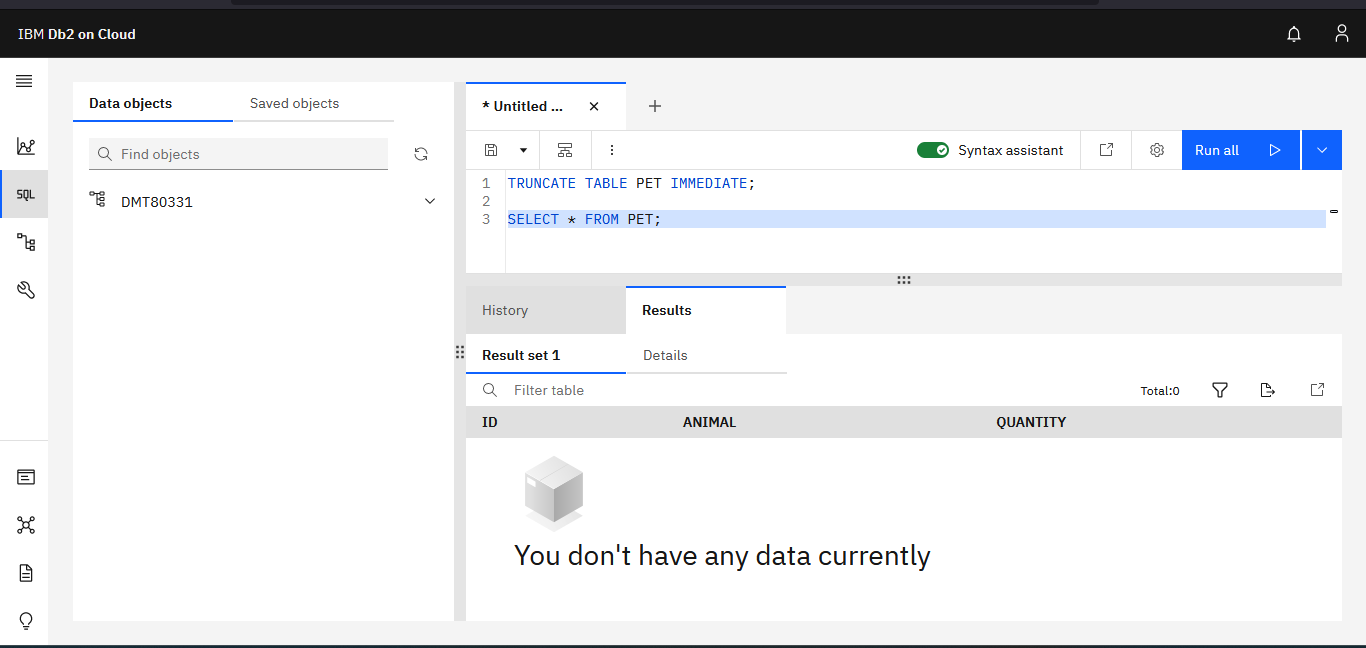 IBM Db2 on Cloud
Data objects
Saved objects
Find objects
SQL
DMT80331
* Untitled ...
Syntax assistant
Run all
1 TRUNCATE TABLE PET IMMEDIATE;
2
3 SELECT * FROM PET;
History
Results
Result set 1
Details
Filter table
Total:0
ID ANIMAL QUANTITY
You don't have any data currently